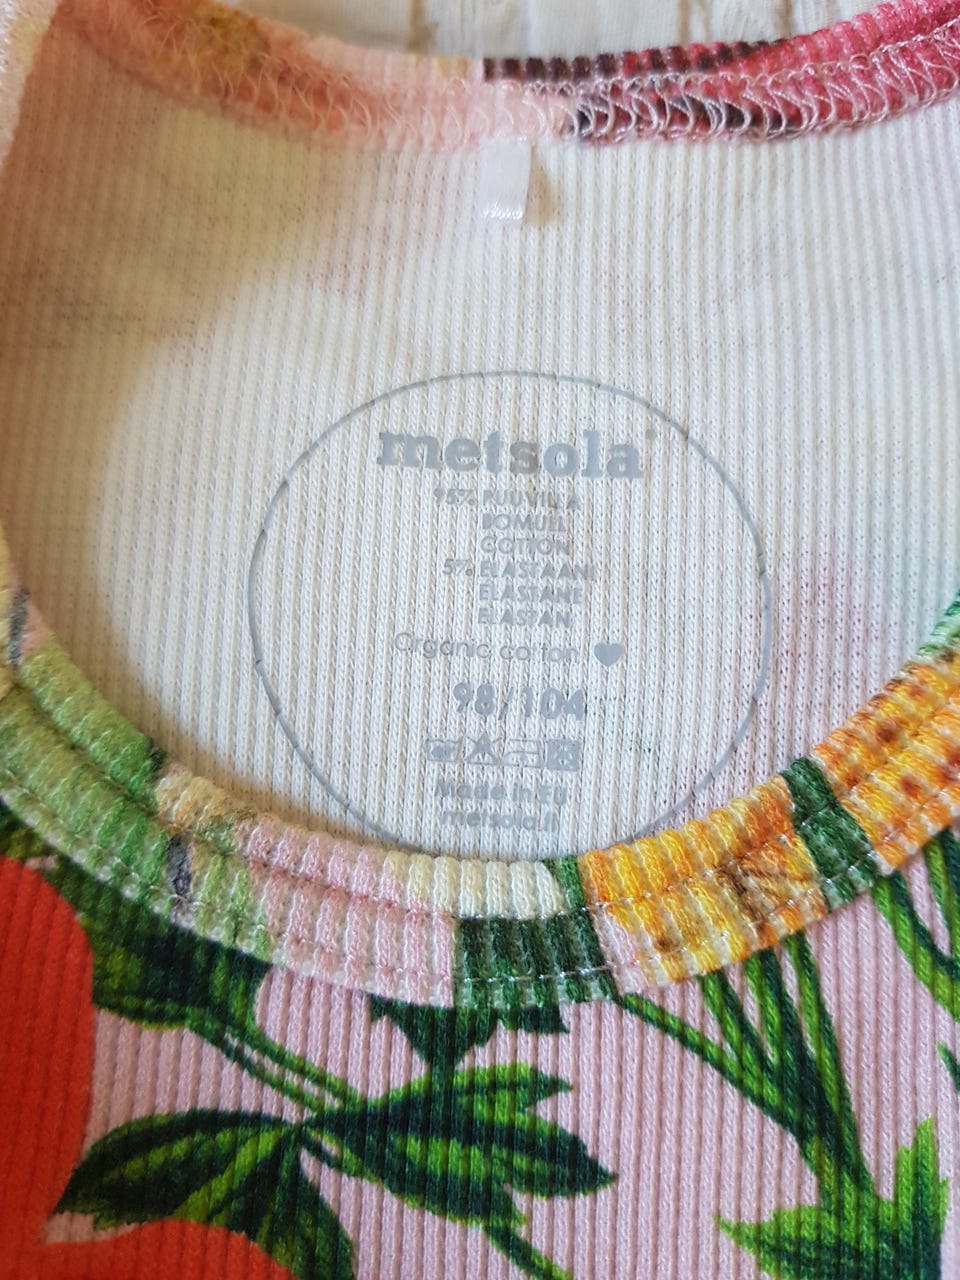 metsola
95% PUUVILLA
BOMULL
COTTON
5% ELASTAANI
ELASTANE
ELASTAN
Organic cotton
98/104
Made in EU
metsola.fi